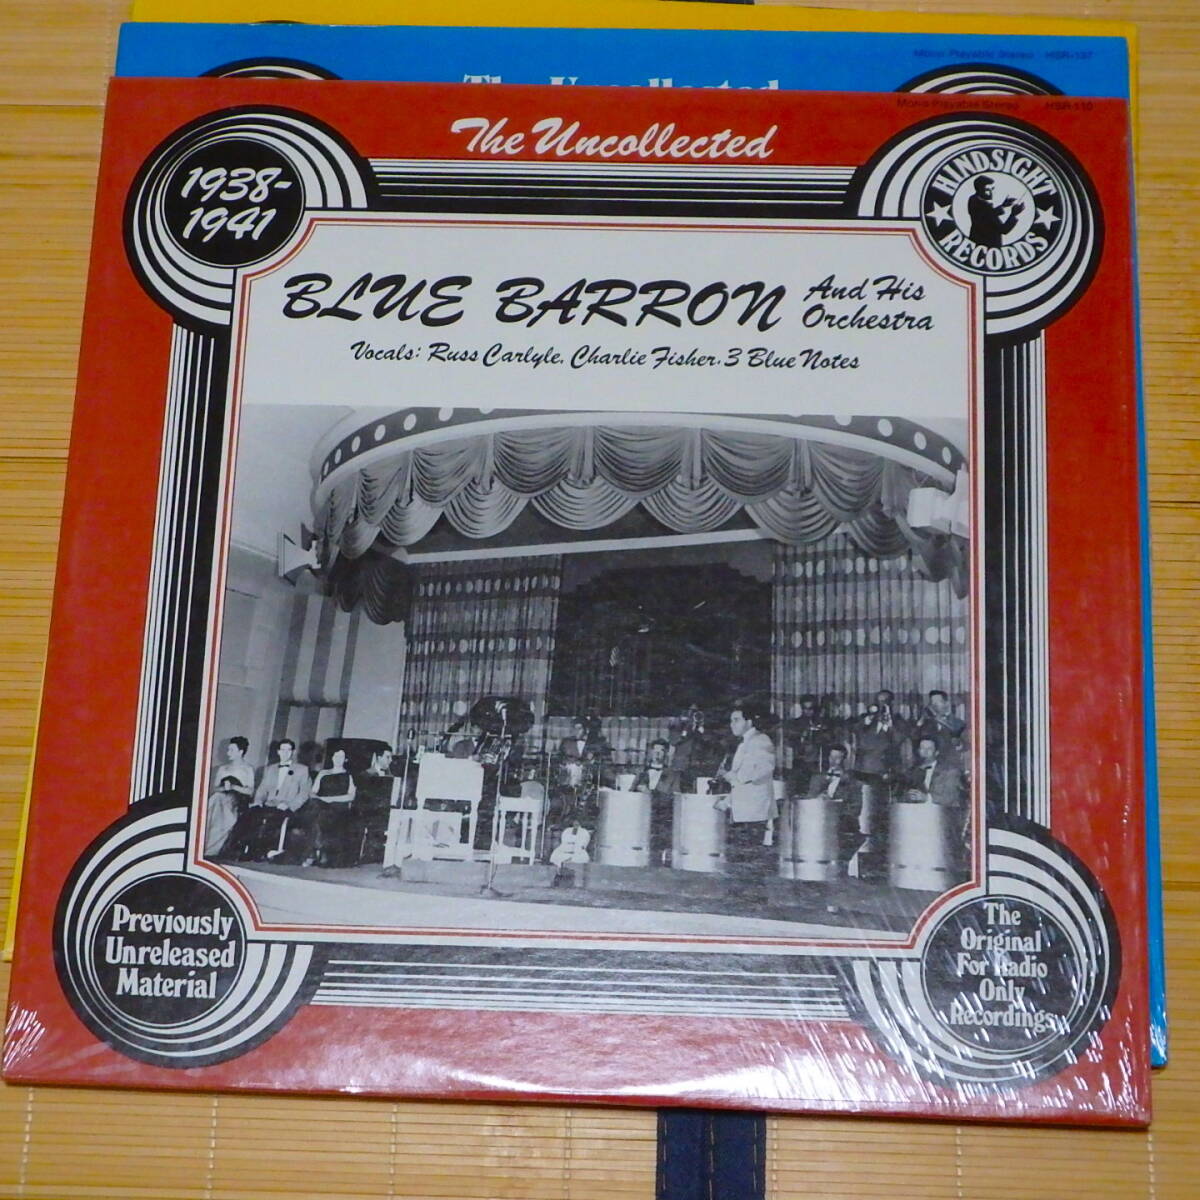 Mono Playable Stereo HSR-137
The Uncollected
Mono Playable Stereo HSR-110
The Uncollected
1938-
1941
HINDSIGHT
RECORDS
BLUE BARRON And His
Orchestra
Vocals: Russ Carlyle, Charlie Fisher, 3 Blue Notes
Previously
Unreleased
Material
The
Original
For Radio
Only
Recordings